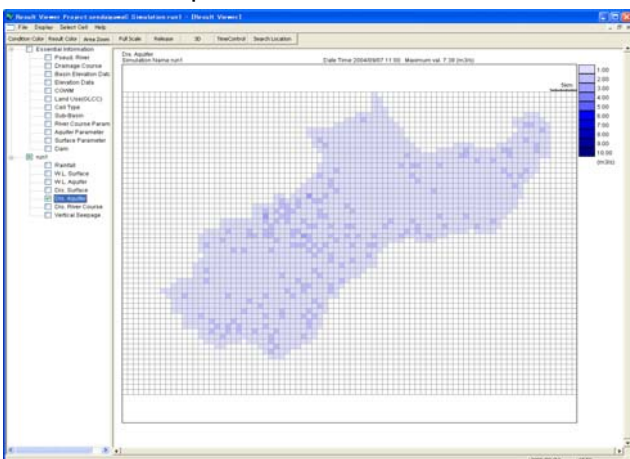 Result Viewer Project:sendaigawa6 Simulation:run1 - [Result Viewer]
File Display Select Cell Help
Condition Color Result Color Area Zoom Full Scale Release 3D TimeControl Search Location
Essential Information
Pseud. River
Drainage Course
Basin Elevation Data
Elevation Data
COWM
Land Use(GLCC)
Cell Type
Sub-Basin
River Course Param
Aquifer Parameter
Surface Parameter
Dam
run1
Rainfall
W.L. Surface
W.L. Aquifer
Dis. Surface
Dis. Aquifer
Dis. River Course
Vertical Seepage
Dis. Aquifer
Simulation Name run1 Date Time 2004/09/07 11:00 Maximum val. 7.38 (m3/s)
5km
1.00
2.00
3.00
4.00
5.00
6.00
7.00
8.00
9.00
10.00
(m3/s)